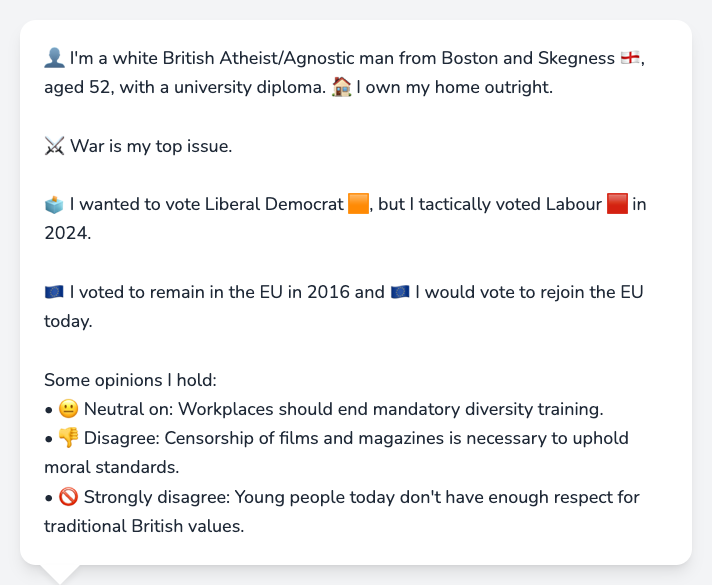 👤 I'm a white British Atheist/Agnostic man from Boston and Skegness 🏴󠁧󠁢󠁥󠁮󠁧󠁿,
aged 52, with a university diploma. 🏠 I own my home outright.
⚔️ War is my top issue.
🗳️ I wanted to vote Liberal Democrat 🟧, but I tactically voted Labour 🟥 in
2024.
🇪🇺 I voted to remain in the EU in 2016 and 🇪🇺 I would vote to rejoin the EU
today.
Some opinions I hold:
• 😐 Neutral on: Workplaces should end mandatory diversity training.
• 👎 Disagree: Censorship of films and magazines is necessary to uphold
moral standards.
• 🚫 Strongly disagree: Young people today don't have enough respect for
traditional British values.